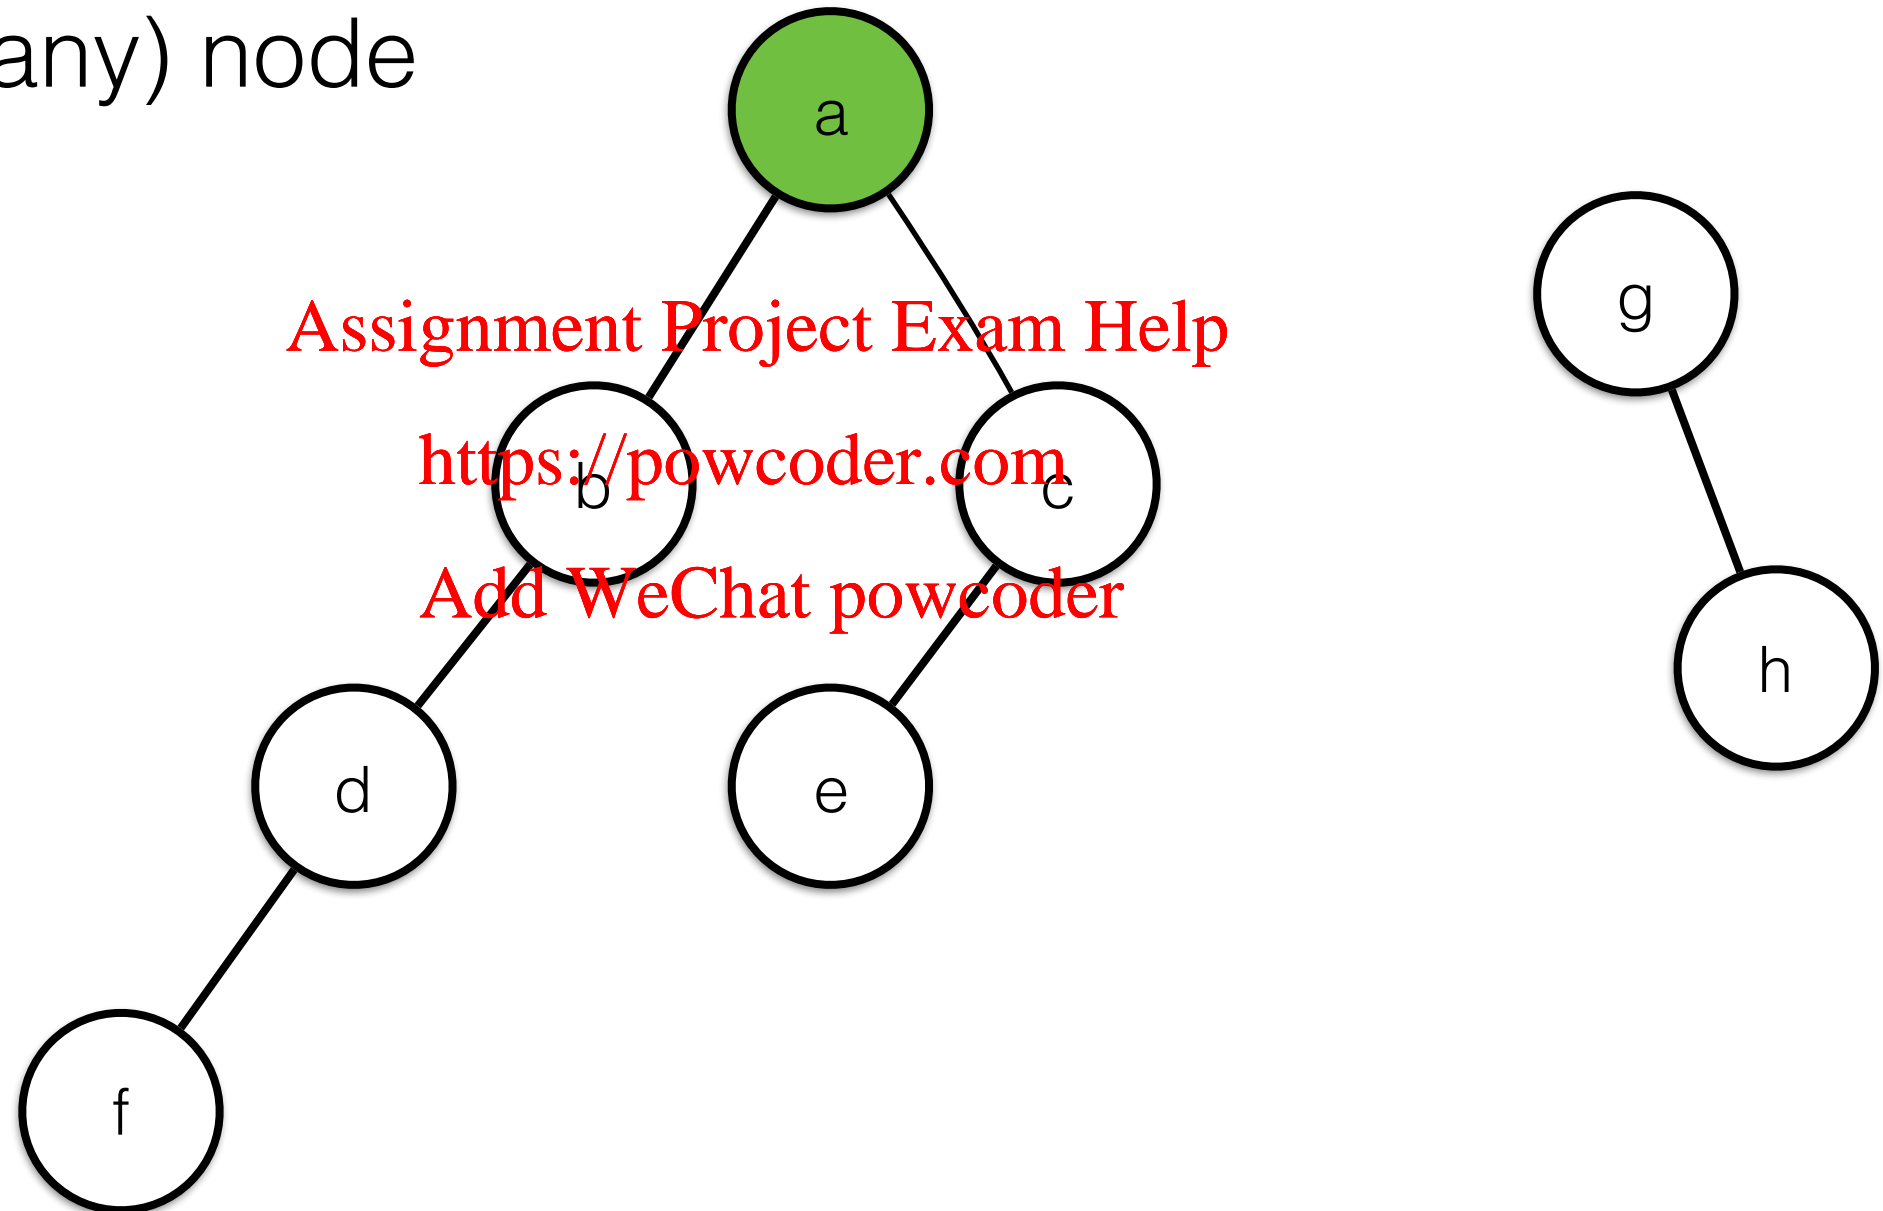 any) node
a
g
Assignment Project Exam Help
b
c
https://powcoder.com
h
Add WeChat powcoder
d
e
f